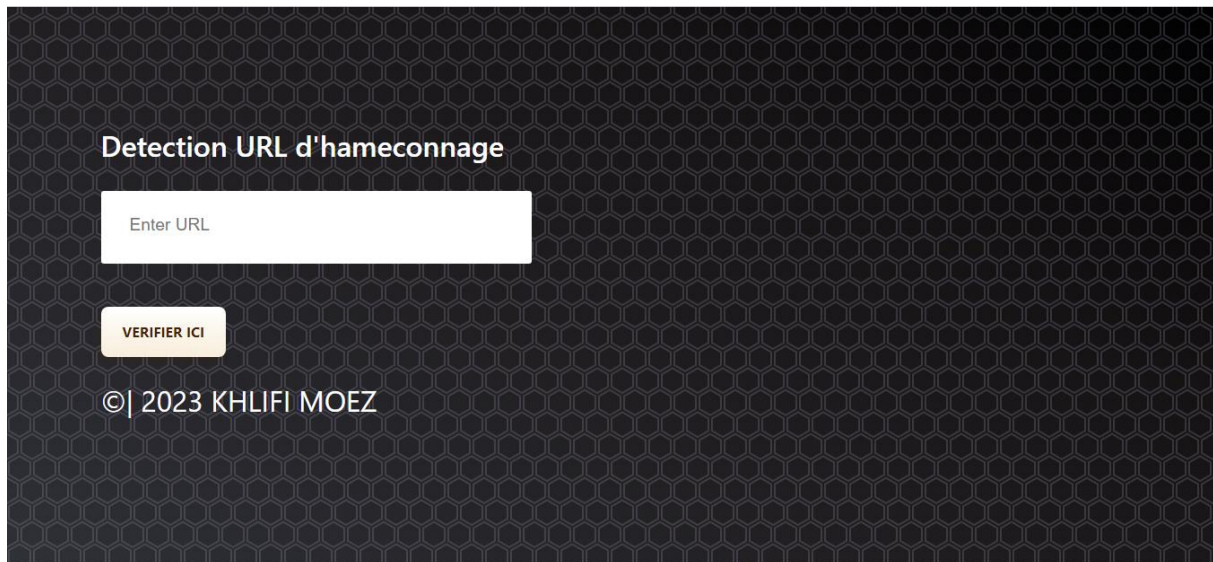 Detection URL d'hameconnage
Enter URL
VERIFIER ICI
©| 2023 KHLIFI MOEZ